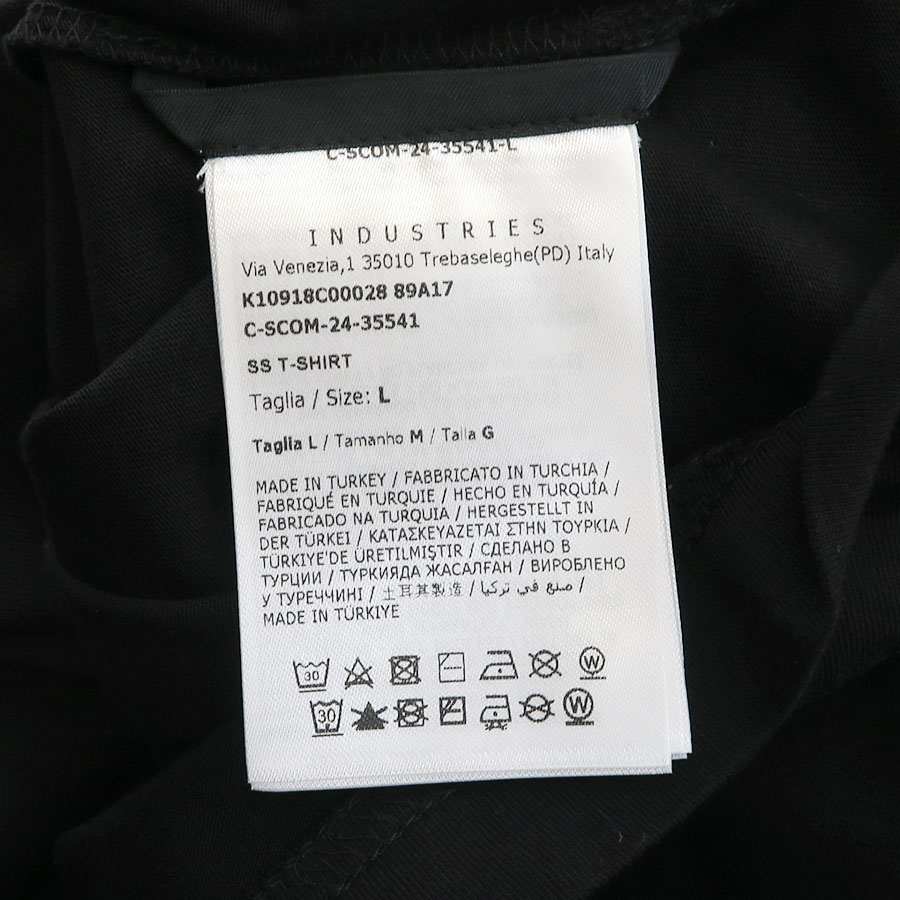 C-SCOM-24-35541-L
INDUSTRIES
Via Venezia,1 35010 Trebaseleghe(PD) Italy
K10918C00028 89A17
C-SCOM-24-35541
SS T-SHIRT
Taglia / Size: L
Taglia L / Tamanho M / Talla G
MADE IN TURKEY / FABBRICATO IN TURCHIA /
FABRIQUÉ EN TURQUIE / HECHO EN TURQUÍA /
FABRICADO NA TURQUIA / HERGESTELLT IN
DER TÜRKEI / ΚΑΤΑΣΚΕΥΑΖΕΤΑΙ ΣΤΗΝ ΤΟΥΡΚΙΑ /
TÜRKIYE'DE ÜRETILMIŞTIR / СДЕЛАНО В
ТУРЦИИ / ТҮРКИЯДА ЖАСАЛҒАН / ВИРОБЛЕНО
У ТУРЕЧЧИНІ / 土耳其製造 / صنع في تركيا /
MADE IN TÜRKİYE
30 W
30 W